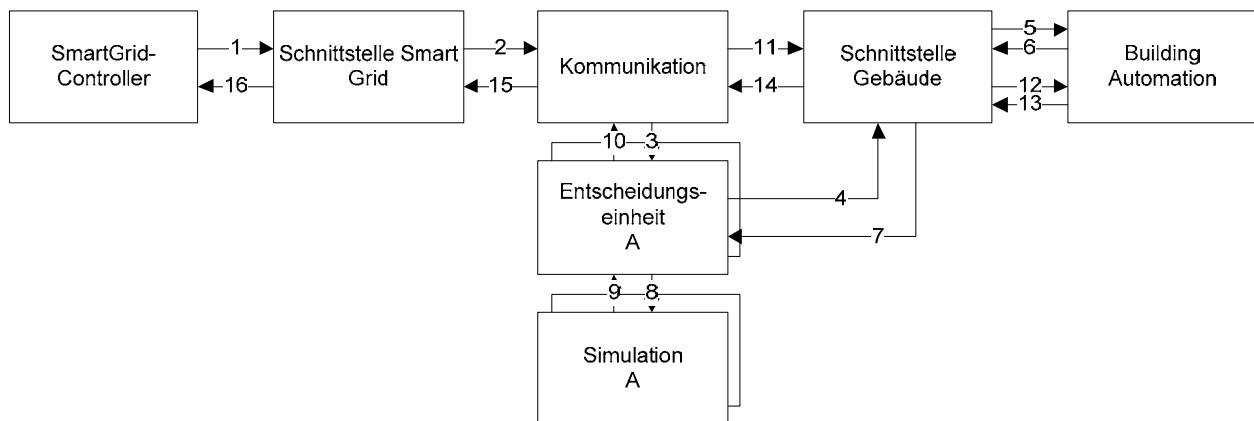 SmartGrid-
Controller
1
16
Schnittstelle Smart
Grid
2
15
Kommunikation
11
14
Schnittstelle
Gebäude
5
6
12
13
Building
Automation
10
3
Entscheidungs-
einheit
A
4
7
9
8
Simulation
A